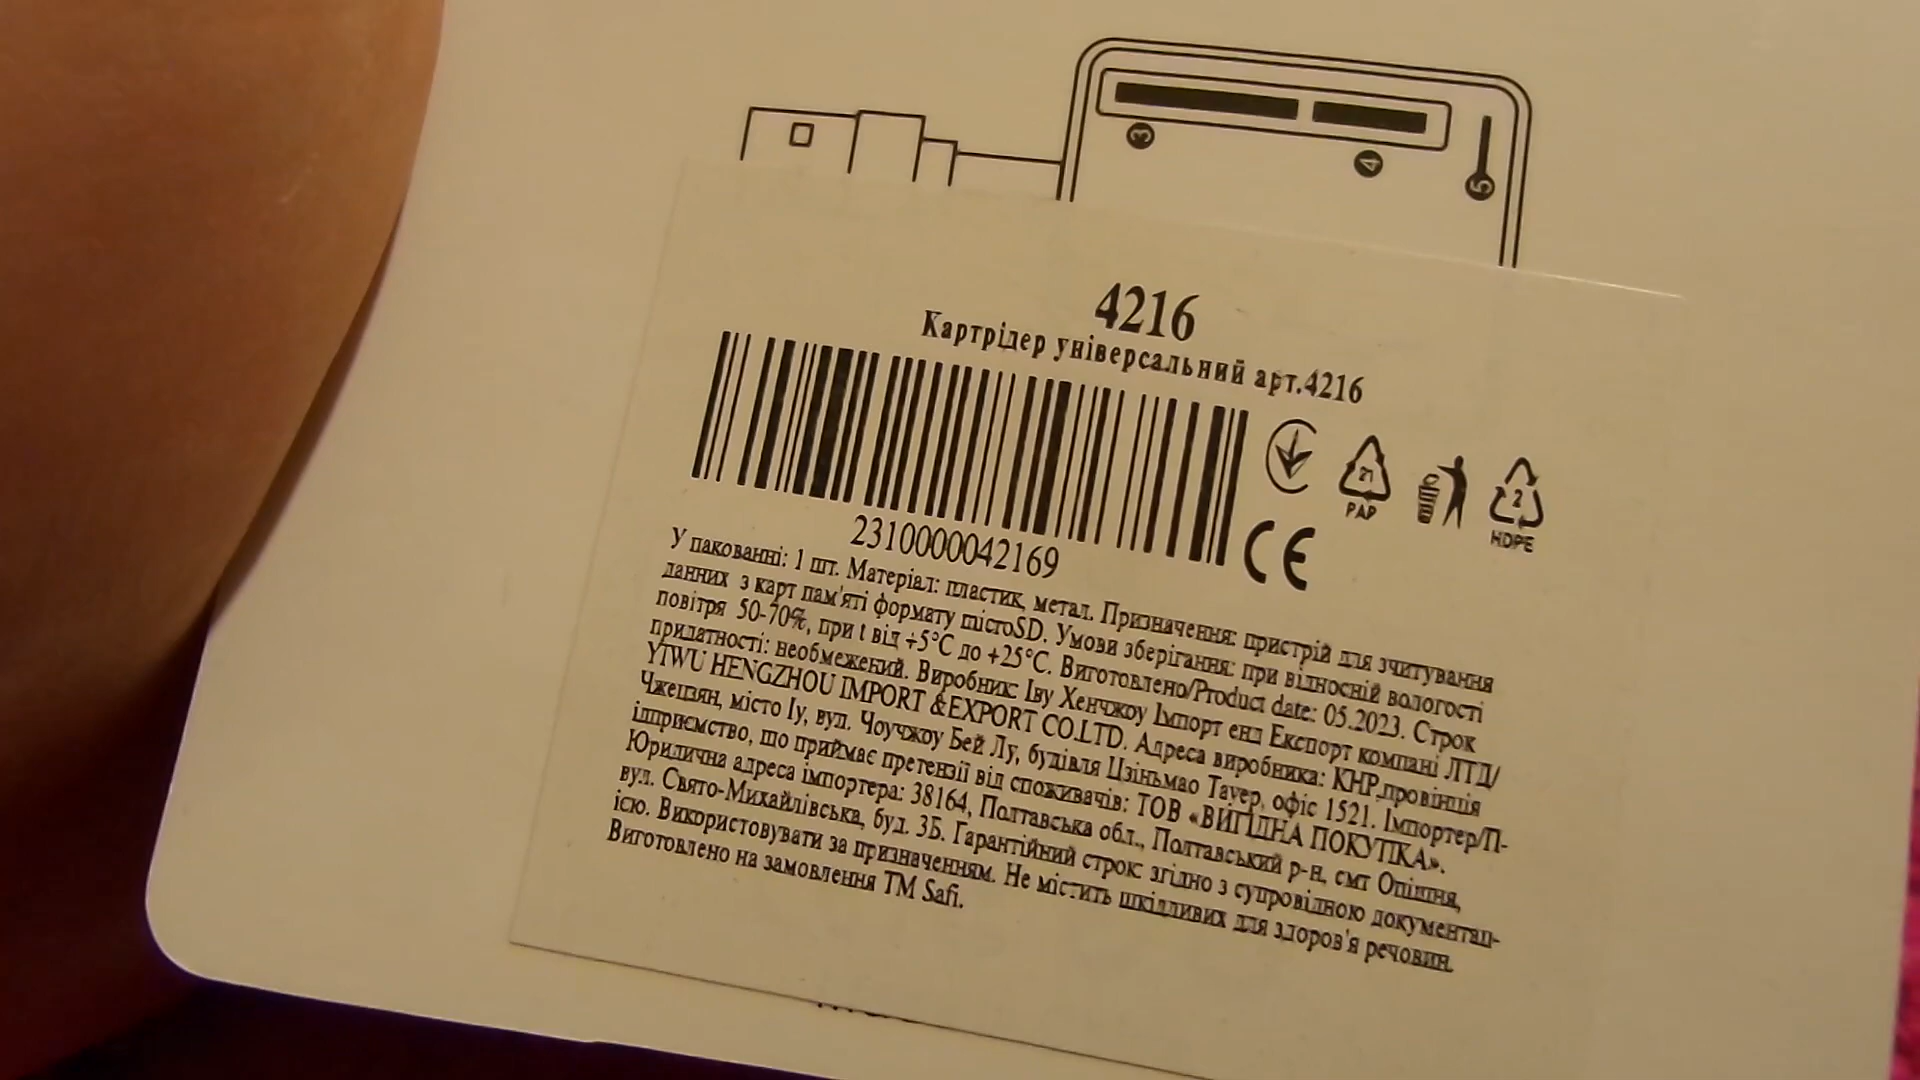 3
4
5
4216
Картрідер універсальний арт.4216
21
PAP
2
HDPE
CE
2310000042169
У пакованні: 1 шт. Матеріал: пластик, метал. Призначення: пристрій для зчитування
данних з карт пам'яті формату microSD. Умови зберігання: при відносній вологості
повітря 50-70%, при t від +5°C до +25°C. Виготовлено/Product date: 05.2023. Строк
придатності: необмежений. Виробник: Іву Хенчжоу Імпорт енд Експорт компані ЛТД/
YIWU HENGZHOU IMPORT &EXPORT CO.LTD. Адреса виробника: КНР,провінція
Чжецзян, місто Іу, вул. Чоучжоу Бей Лу, будівля Цзіньмао Тауер, офіс 1521. Імпортер/П-
ідприємство, що приймає претензії від споживачів: ТОВ «ВИГІДНА ПОКУПКА».
Юридична адреса імпортера: 38164, Полтавська обл., Полтавський р-н, смт Опішня,
вул. Свято-Михайлівська, буд. 3Б. Гарантійний строк: згідно з супровідною документац-
ією. Використовувати за призначенням. Не містить шкідливих для здоров'я речовин.
Виготовлено на замовлення ТМ Safi.